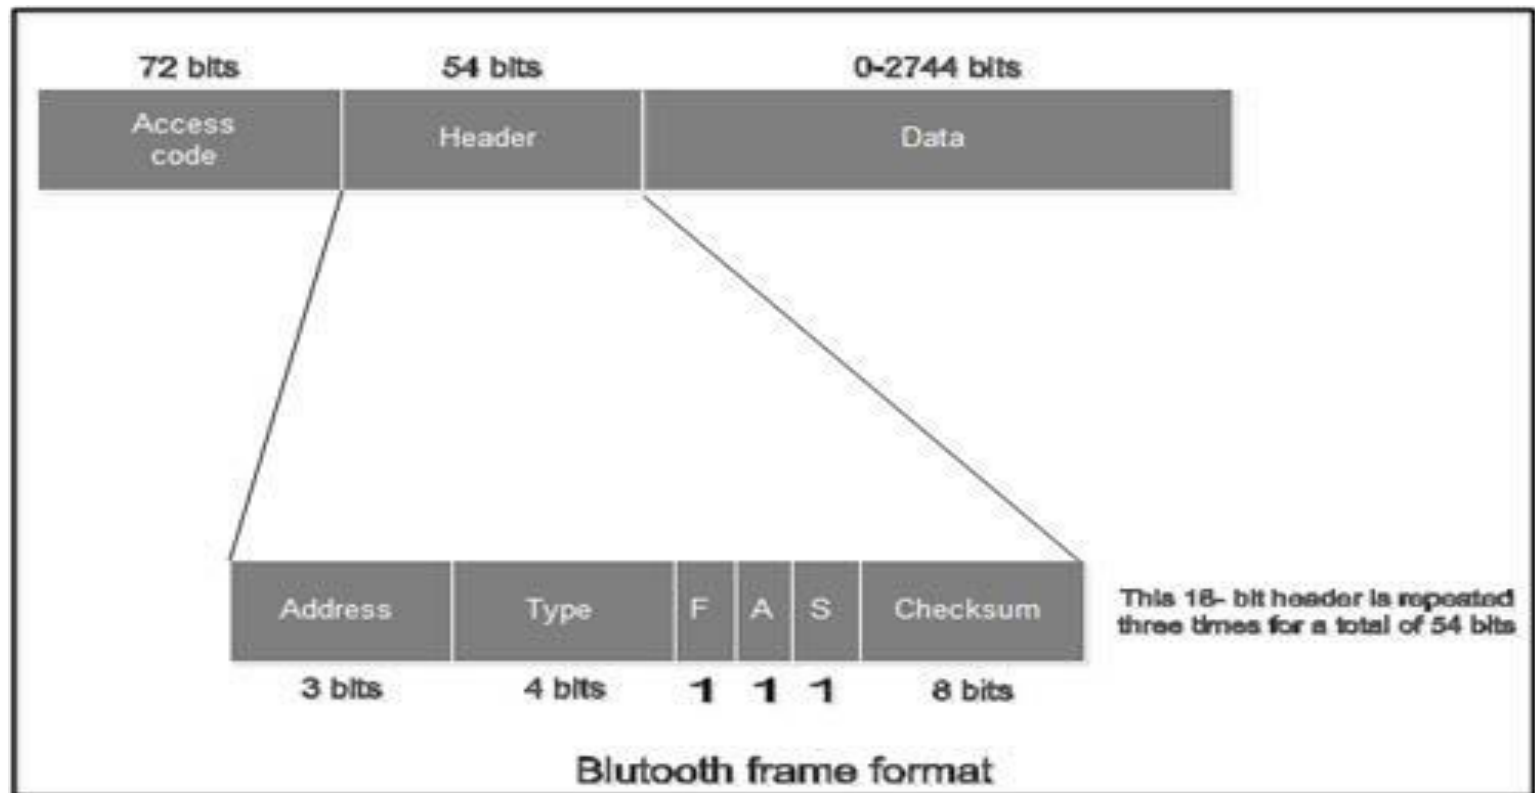 72 bits 54 bits 0-2744 bits
Access
code
Header
Data
Address Type F A S Checksum
This 18- bit header is repeated
three times for a total of 54 bits
3 bits 4 bits 1 1 1 8 bits
Blutooth frame format